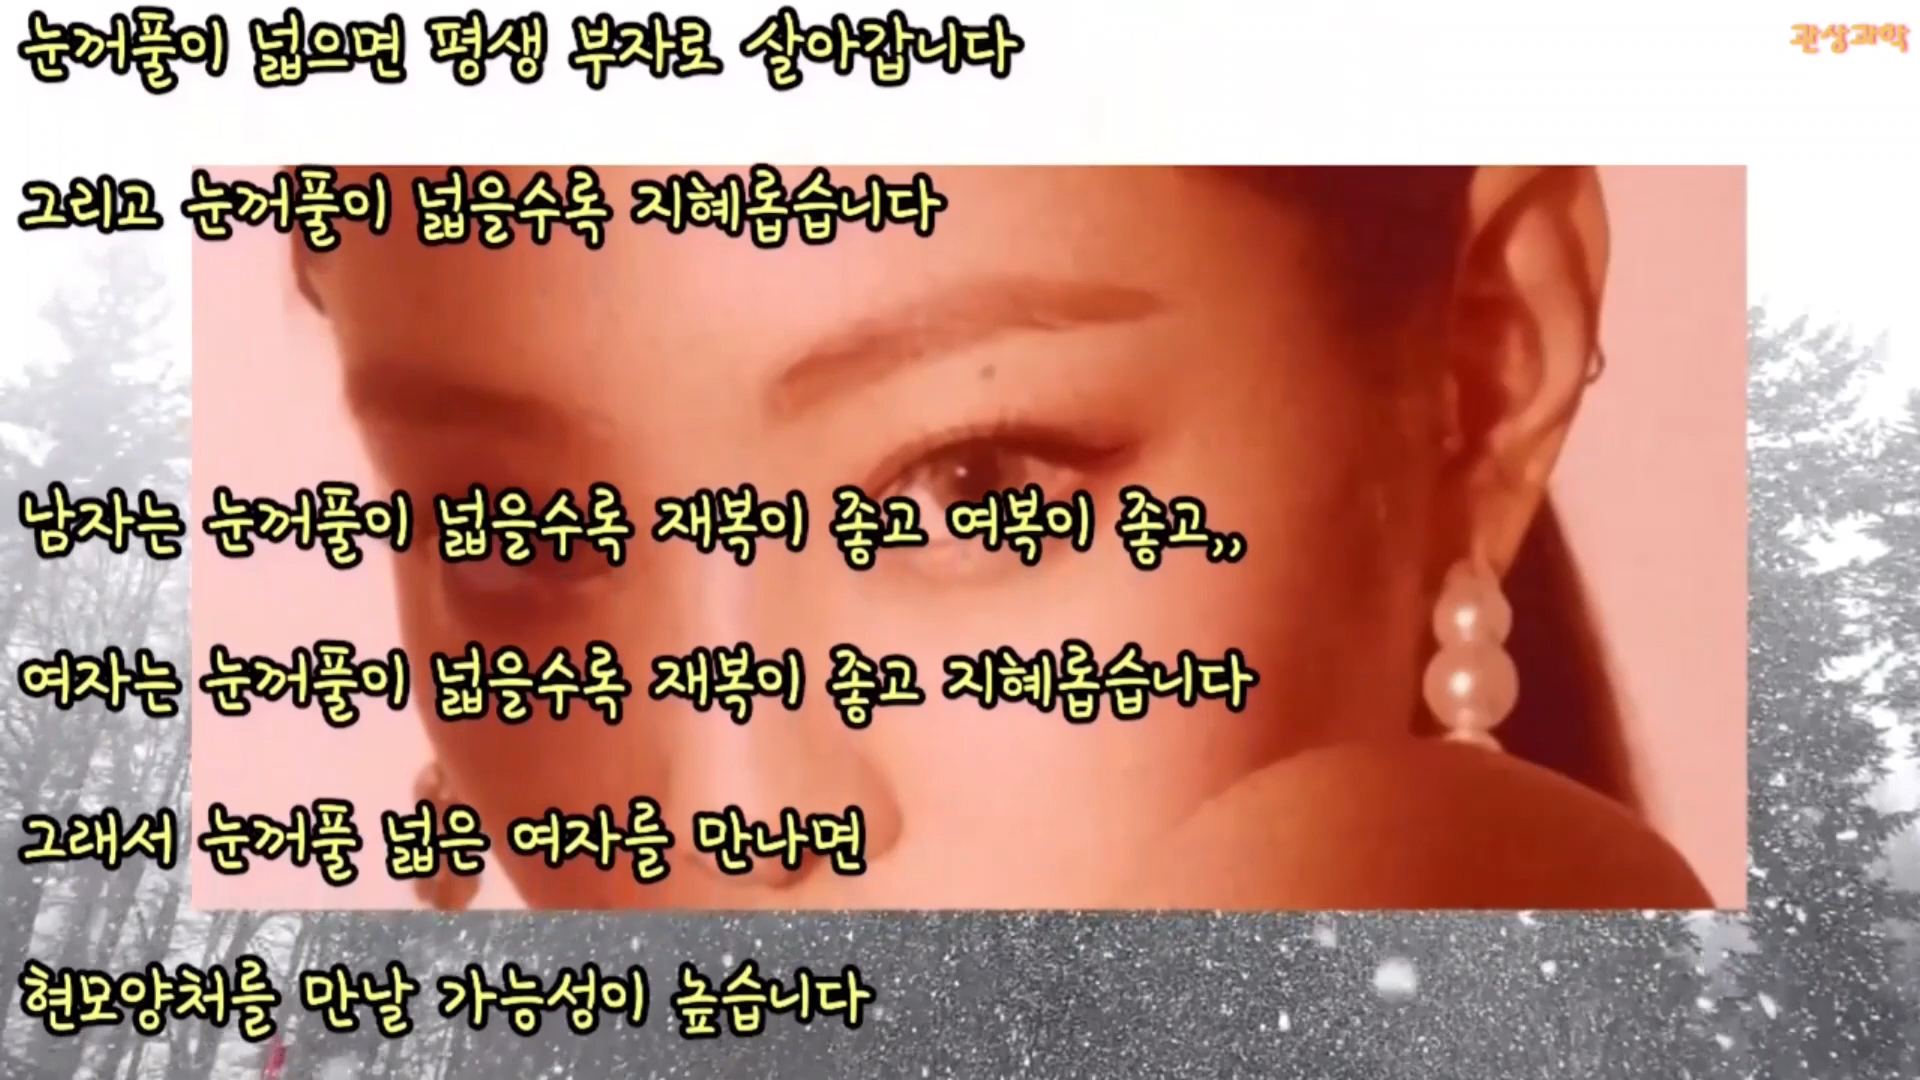 눈꺼풀이 넓으면 평생 부자로 살아갑니다
관상과학
그리고 눈꺼풀이 넓을수록 지혜롭습니다
남자는 눈꺼풀이 넓을수록 재복이 좋고 여복이 좋고,,
여자는 눈꺼풀이 넓을수록 재복이 좋고 지혜롭습니다
그래서 눈꺼풀 넓은 여자를 만나면
현모양처를 만날 가능성이 높습니다